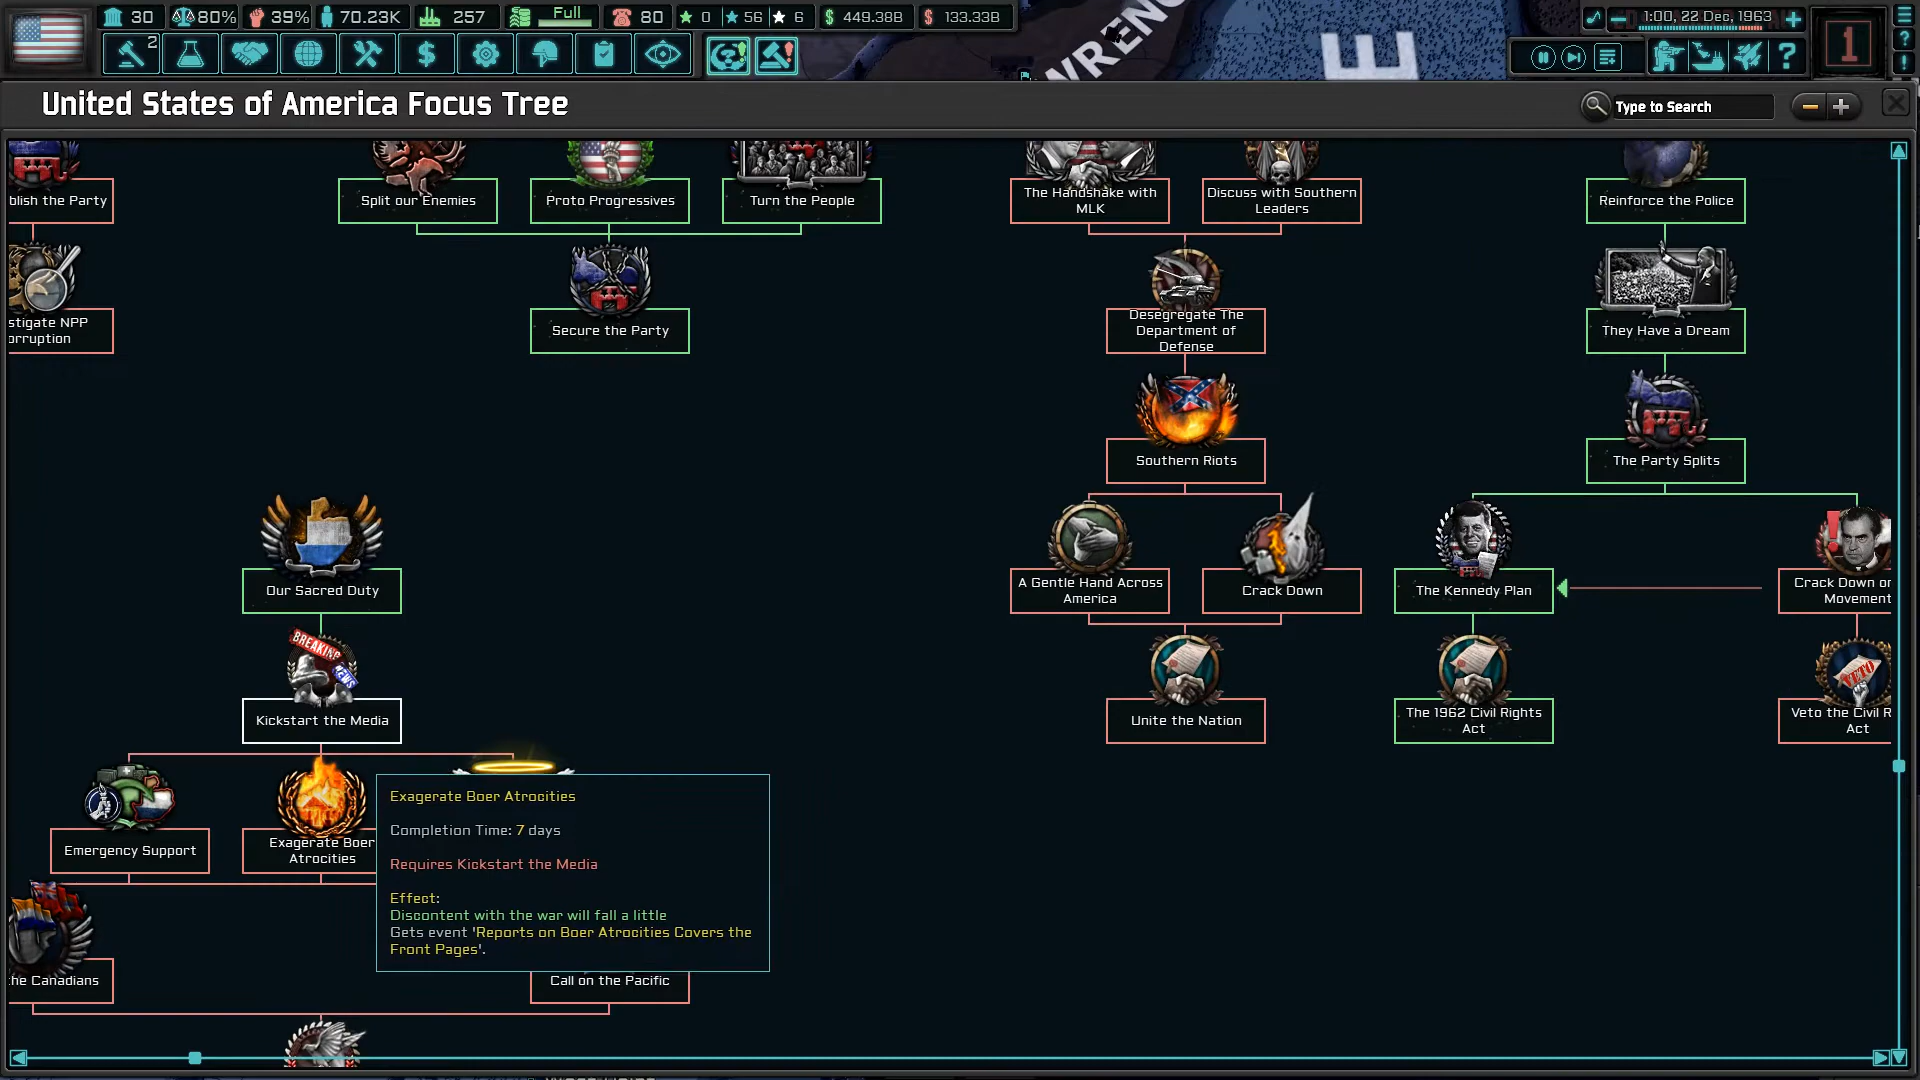 30
80%
39%
70.23K
257
Full
80
0
56
6
$ 449.38B
$ 133.33B
1:00, 22 Dec, 1963
2
1
WRENC
E
United States of America Focus Tree
Type to Search
blish the Party
Split our Enemies
Proto Progressives
Turn the People
The Handshake with
MLK
Discuss with Southern
Leaders
Reinforce the Police
stigate NPP
orruption
Secure the Party
Desegregate The
Department of
Defense
They Have a Dream
Southern Riots
The Party Splits
Our Sacred Duty
A Gentle Hand Across
America
Crack Down
The Kennedy Plan
Crack Down on
Movement
BREAKING
NEWS
Kickstart the Media
Unite the Nation
The 1962 Civil Rights
Act
VETO
Veto the Civil R
Act
Emergency Support
Exagerate Boer
Atrocities
Exagerate Boer Atrocities
Completion Time: 7 days
Requires Kickstart the Media
Effect:
Discontent with the war will fall a little
Gets event 'Reports on Boer Atrocities Covers the
Front Pages'.
he Canadians
Call on the Pacific